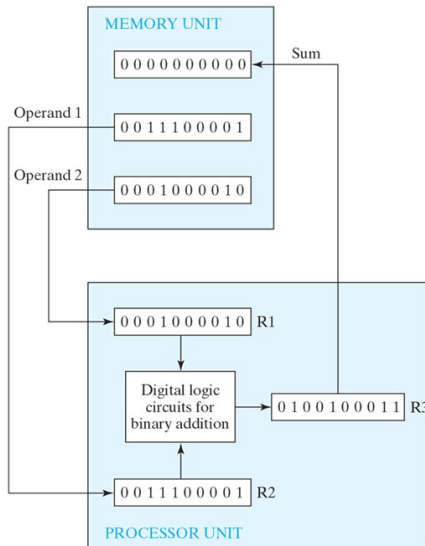 MEMORY UNIT
0 0 0 0 0 0 0 0 0 0
Sum
Operand 1
0 0 1 1 1 0 0 0 0 1
Operand 2
0 0 0 1 0 0 0 0 1 0
0 0 0 1 0 0 0 0 1 0 R1
Digital logic
circuits for
binary addition
0 1 0 0 1 0 0 0 1 1 R3
0 0 1 1 1 0 0 0 0 1 R2
PROCESSOR UNIT